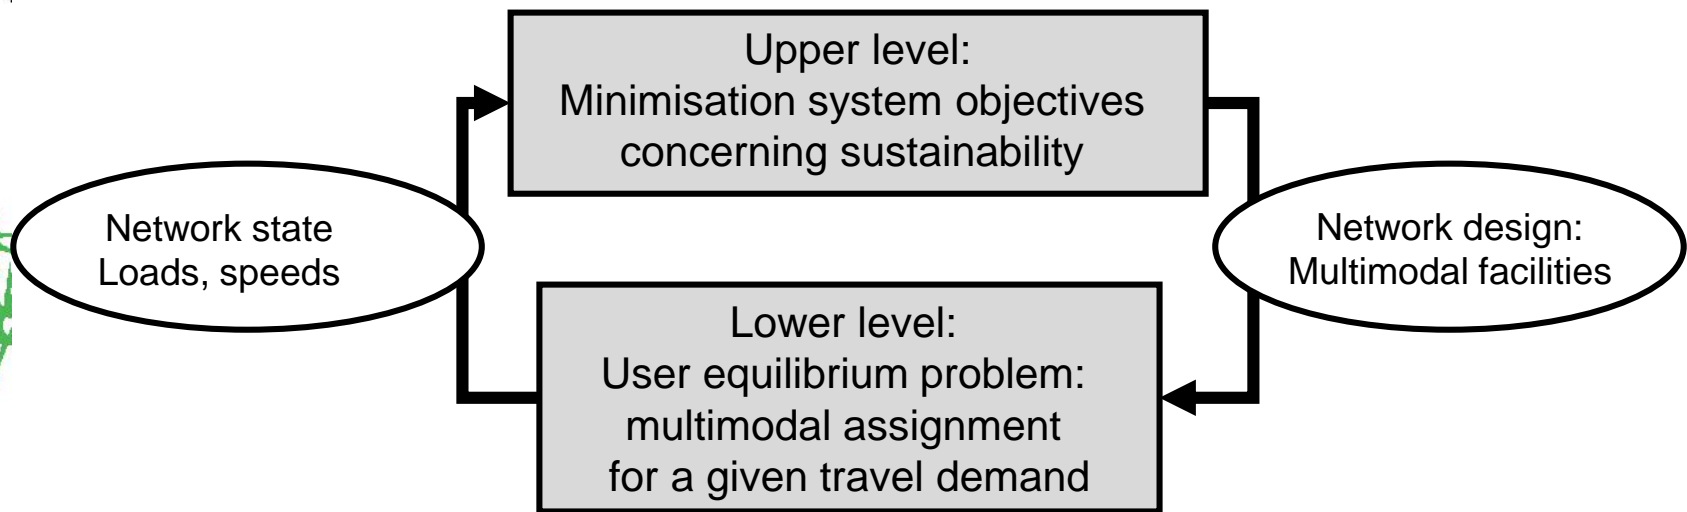 Upper level:
Minimisation system objectives
concerning sustainability
Network state
Loads, speeds
Network design:
Multimodal facilities
Lower level:
User equilibrium problem:
multimodal assignment
for a given travel demand